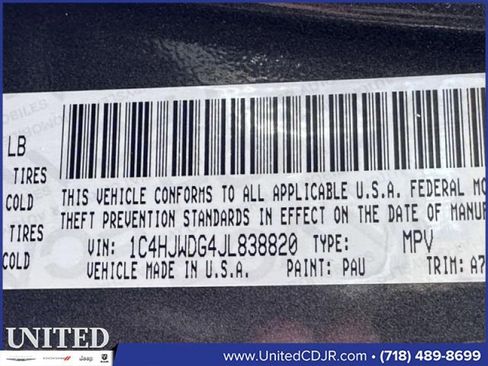 LB
TIRES
COLD
TIRES
COLD
THIS VEHICLE CONFORMS TO ALL APPLICABLE U.S.A. FEDERAL MO
THEFT PREVENTION STANDARDS IN EFFECT ON THE DATE OF MANUF
VIN: 1C4HJWDG4JL838820 TYPE: MPV
VEHICLE MADE IN U.S.A. PAINT: PAU TRIM: A7
UNITED
Jeep
www.UnitedCDJR.com • (718) 489-8699